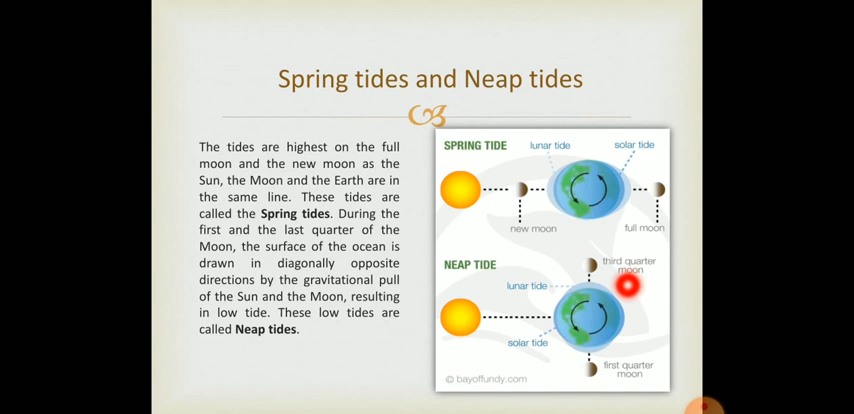 Spring tides and Neap tides
The tides are highest on the full
moon and the new moon as the
Sun, the Moon and the Earth are in
the same line. These tides are
called the Spring tides. During the
first and the last quarter of the
Moon, the surface of the ocean is
drawn in diagonally opposite
directions by the gravitational pull
of the Sun and the Moon, resulting
in low tide. These low tides are
called Neap tides.
SPRING TIDE
lunar tide
solar tide
new moon
full moon
NEAP TIDE
third quarter
moon
lunar tide
solar tide
first quarter
moon
© bayoffundy.com